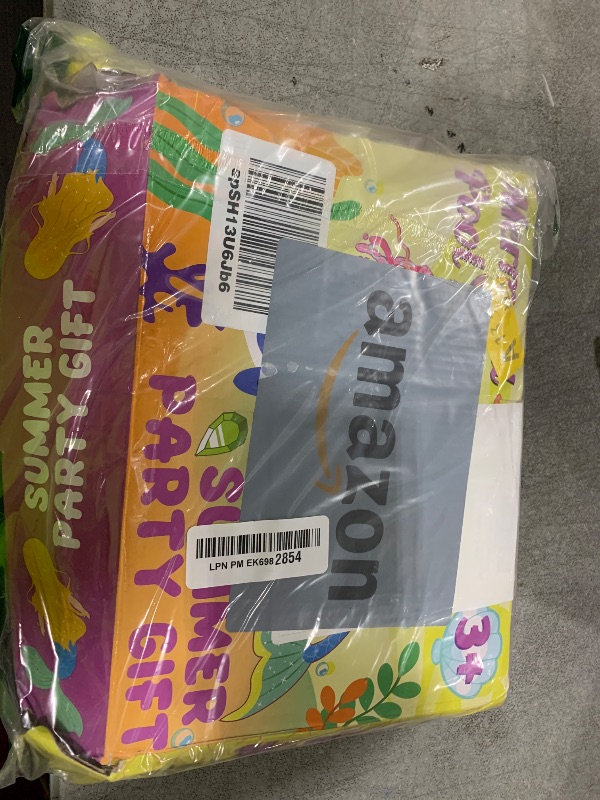 SUMMER
PARTY GIFT
SUMMER
PARTY GIFT
spSH13U6Jb6
amazon
LPN PM EK698 2854
3+